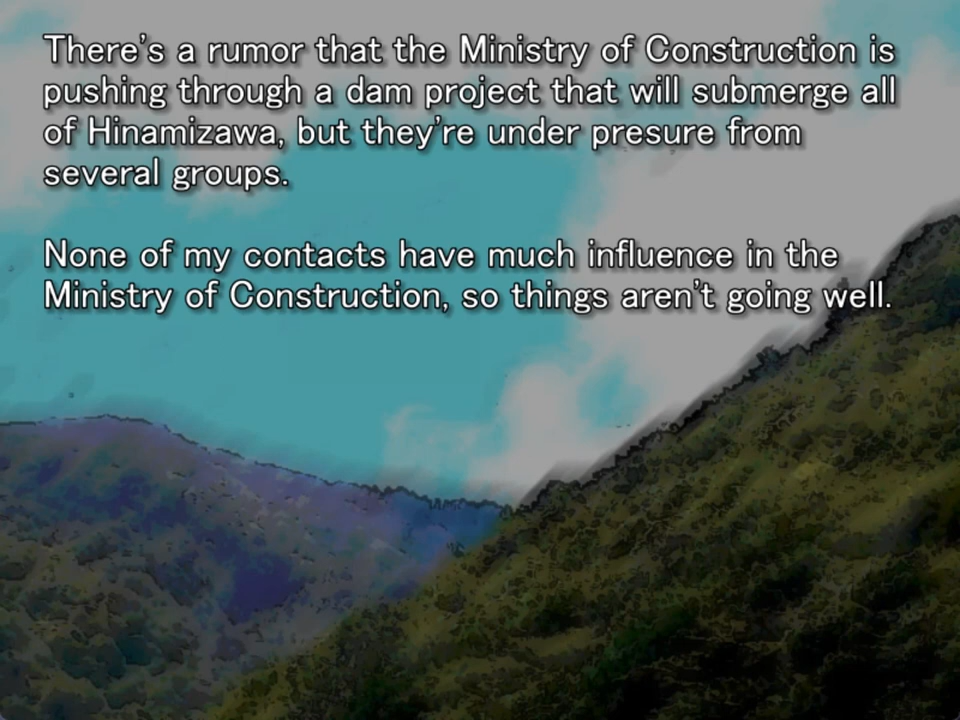 There's a rumor that the Ministry of Construction is
pushing through a dam project that will submerge all
of Hinamizawa, but they're under presure from
several groups.
None of my contacts have much influence in the
Ministry of Construction, so things aren't going well.